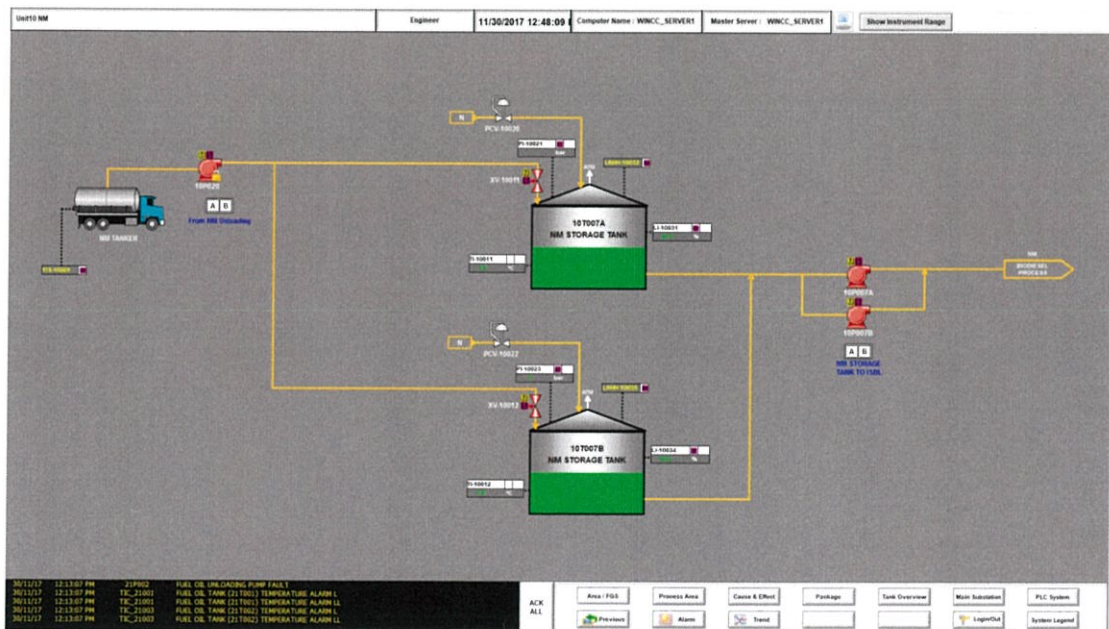 Unit10 NM
Engineer
11/30/2017 12:48:09
Computer Name : WINCC_SERVER1
Master Server : WINCC_SERVER1
Show Instrument Range
N
PCV-10020
PI-10021
bar
LAHH-10032
10P020
XV-10011
ATM
A B
From NM Unloading
10T007A
NM STORAGE TANK
LI-10031
%
NM TANKER
TI-10011
°C
NM
BIODIESEL
PROCESS
10P007A
10P007B
N
PCV-10022
A B
NM STORAGE
TANK TO ISBL
PI-10023
bar
ATM
XV-10012
10T007B
NM STORAGE TANK
LI-10034
%
TI-10012
°C
30/11/17 12:13:07 PM 21P002 FUEL OIL UNLOADING PUMP FAULT
30/11/17 12:13:07 PM TIC_21001 FUEL OIL TANK (21T001) TEMPERATURE ALARM L
30/11/17 12:13:07 PM TIC_21001 FUEL OIL TANK (21T001) TEMPERATURE ALARM LL
30/11/17 12:13:07 PM TIC_21003 FUEL OIL TANK (21T002) TEMPERATURE ALARM L
30/11/17 12:13:07 PM TIC_21003 FUEL OIL TANK (21T002) TEMPERATURE ALARM LL
ACK
ALL
Area / FGS
Process Area
Cause & Effect
Package
Tank Overview
Main Substation
PLC System
Previous
Alarm
Trend
Login/Out
System Legend